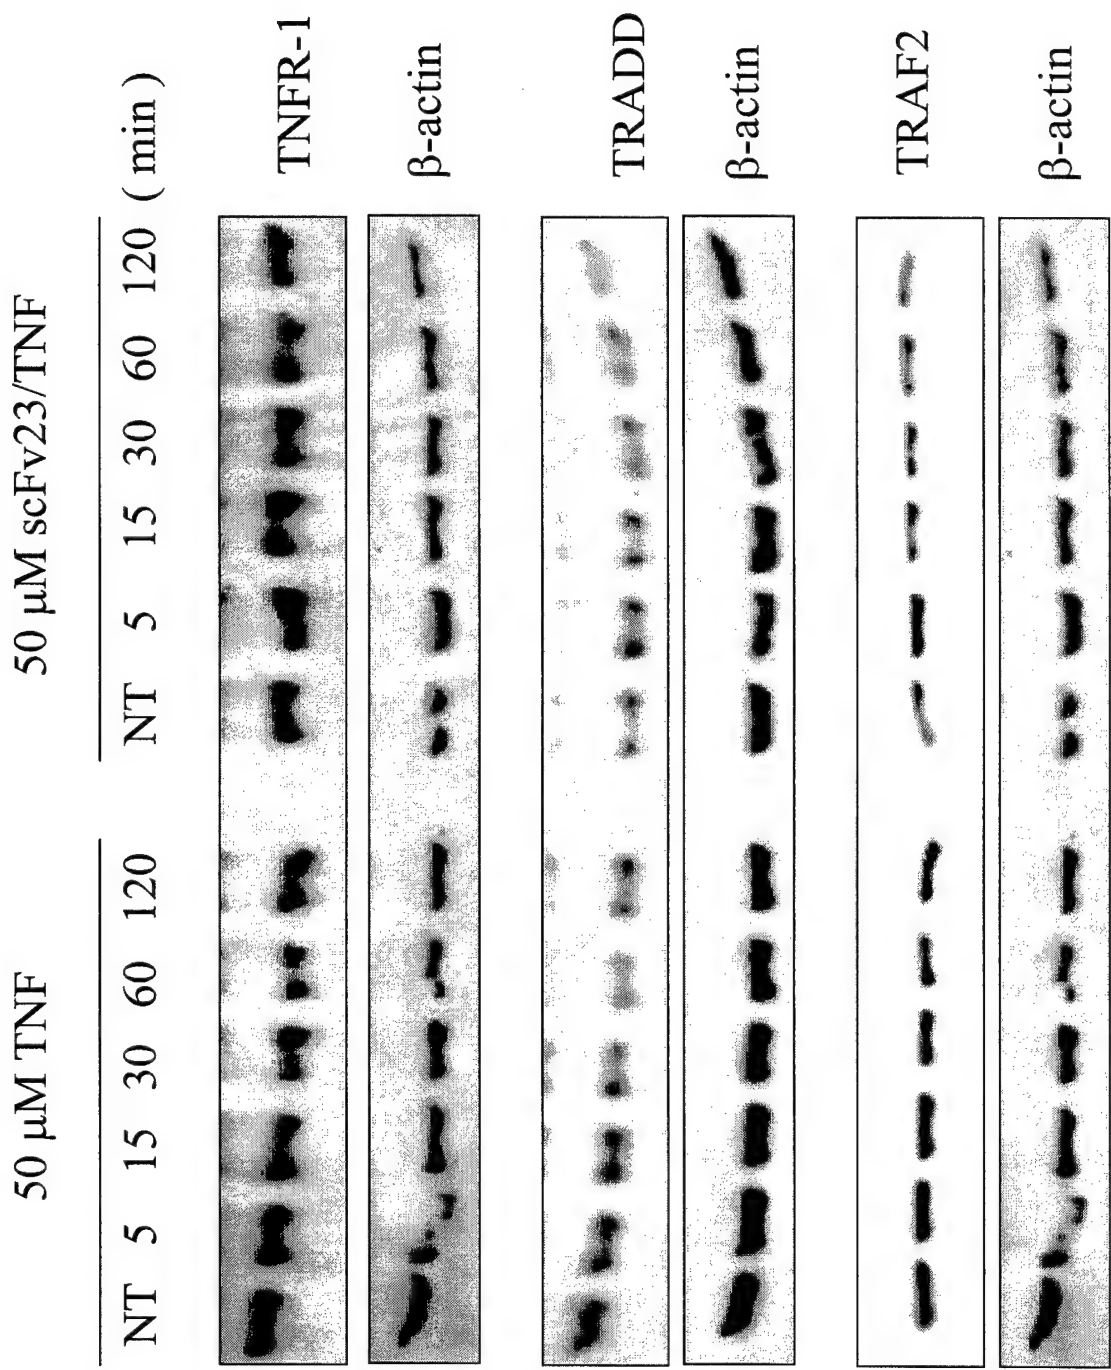 50 µM TNF
50 µM scFv23/TNF
NT 5 15 30 60 120
NT 5 15 30 60 120 ( min )
TNFR-1
β-actin
TRADD
β-actin
TRAF2
β-actin